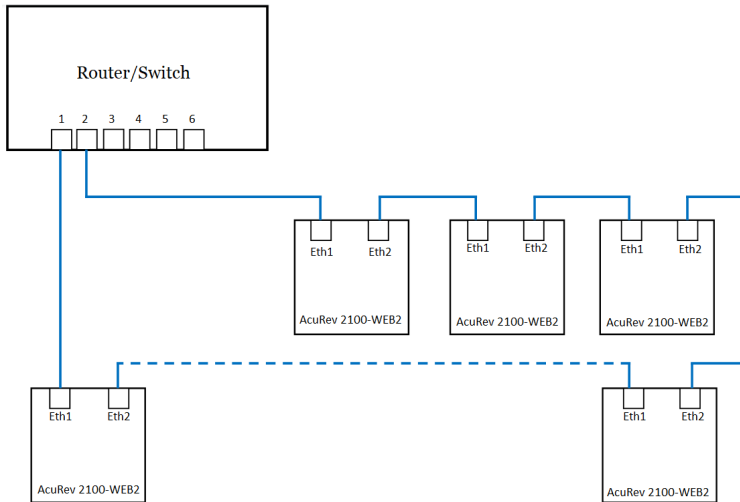 Router/Switch
1 2 3 4 5 6
Eth1 Eth2 Eth1 Eth2 Eth1 Eth2
AcuRev 2100-WEB2 AcuRev 2100-WEB2 AcuRev 2100-WEB2
Eth1 Eth2 Eth1 Eth2
AcuRev 2100-WEB2 AcuRev 2100-WEB2